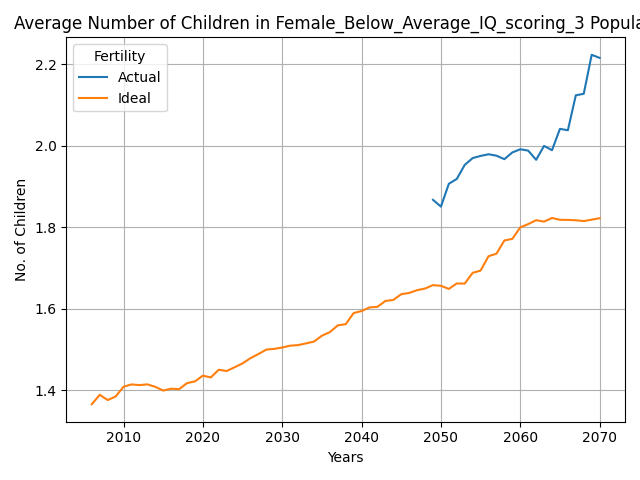 Average Number of Children in Female_Below_Average_IQ_scoring_3 Popula
Fertility
Actual
Ideal
2.2
2.0
1.8
1.6
1.4
No. of Children
2010 2020 2030 2040 2050 2060 2070
Years